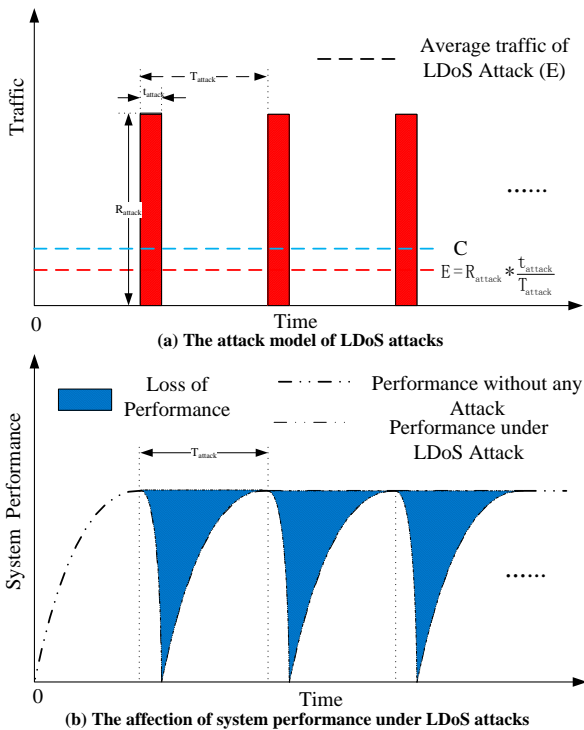 Average traffic of
LDoS Attack (E)
T_attack
t_attack
Traffic
R_attack
......
C
E=R_attack*t_attack/T_attack
0
Time
(a) The attack model of LDoS attacks
Loss of
Performance
Performance without any
Attack
Performance under
LDoS Attack
T_attack
System Performance
......
0
Time
(b) The affection of system performance under LDoS attacks